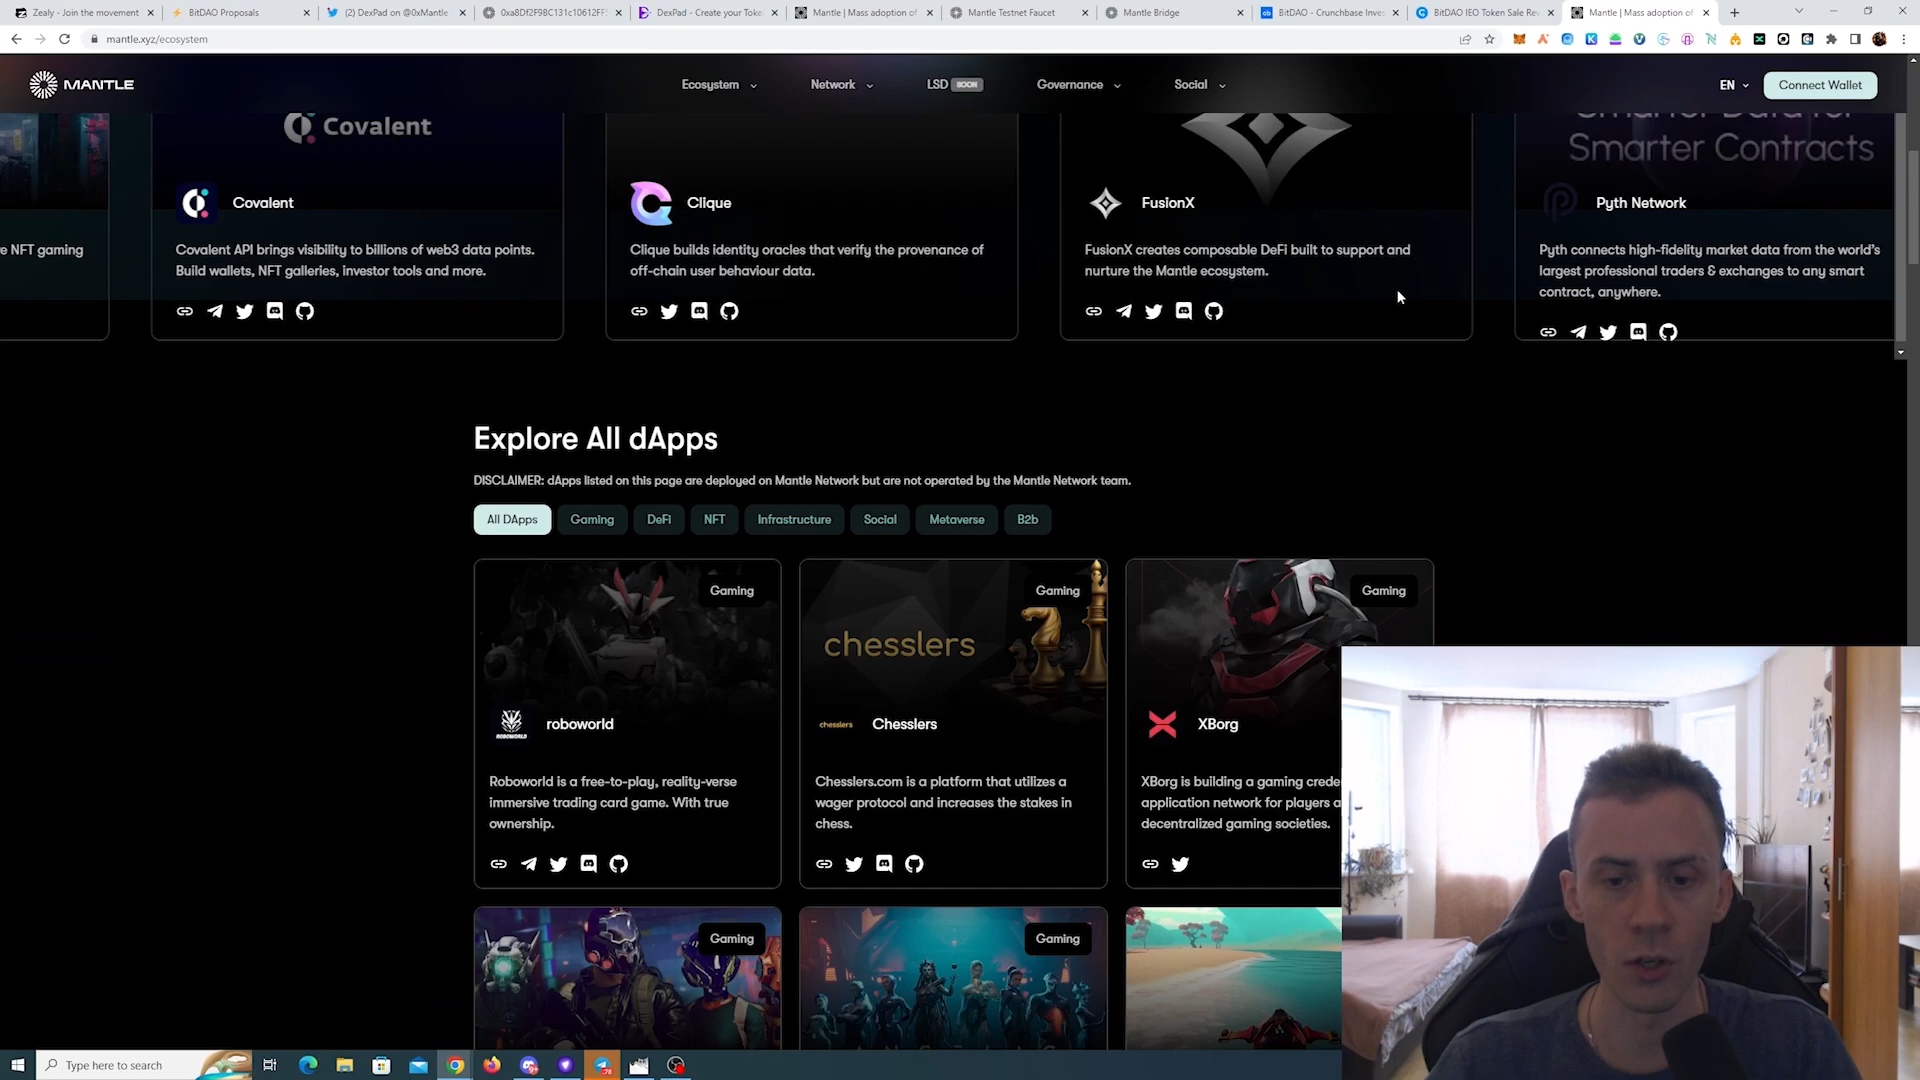 Zealy - Join the movement
BitDAO Proposals
(2) DexPad on @0xMantle
0xa8Df2F9BC131c10612FF
DexPad - Create your Toke
Mantle | Mass adoption of
Mantle Testnet Faucet
Mantle Bridge
BitDAO - Crunchbase Inves
BitDAO IEO Token Sale Rev
Mantle | Mass adoption of
mantle.xyz/ecosystem
MANTLE
Ecosystem
Network
LSD SOON
Governance
Social
EN
Connect Wallet
Covalent
Smarter Data for
Smarter Contracts
Covalent
Clique
FusionX
Pyth Network
e NFT gaming
Covalent API brings visibility to billions of web3 data points.
Build wallets, NFT galleries, investor tools and more.
Clique builds identity oracles that verify the provenance of
off-chain user behaviour data.
FusionX creates composable DeFi built to support and
nurture the Mantle ecosystem.
Pyth connects high-fidelity market data from the world's
largest professional traders & exchanges to any smart
contract, anywhere.
Explore All dApps
DISCLAIMER: dApps listed on this page are deployed on Mantle Network but are not operated by the Mantle Network team.
All DApps
Gaming
DeFi
NFT
Infrastructure
Social
Metaverse
B2b
Gaming
Gaming
Gaming
chesslers
ROBOWORLD
roboworld
chesslers
Chesslers
XBorg
Roboworld is a free-to-play, reality-verse
immersive trading card game. With true
ownership.
Chesslers.com is a platform that utilizes a
wager protocol and increases the stakes in
chess.
XBorg is building a gaming crede
application network for players a
decentralized gaming societies.
Gaming
Gaming
Type here to search